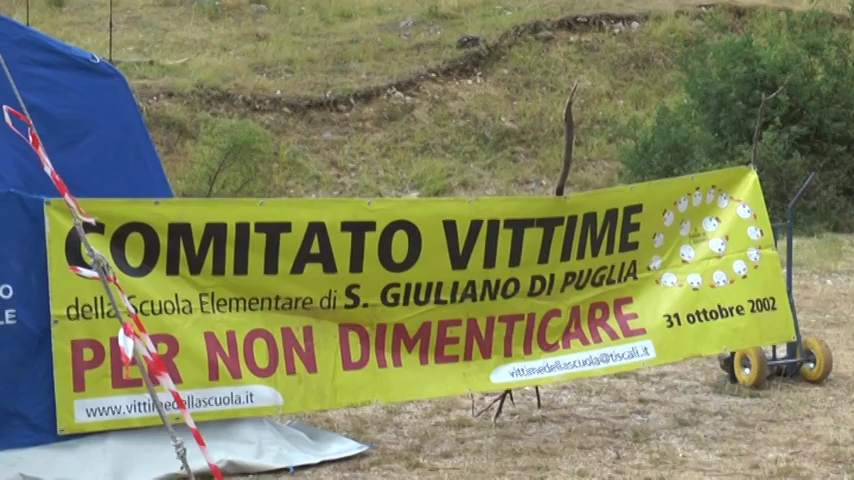 COMITATO VITTIME
della Scuola Elementare di S. GIULIANO DI PUGLIA
PER NON DIMENTICARE
31 ottobre 2002
www.vittimedellascuola.it
vittimedellascuola@tiscali.it